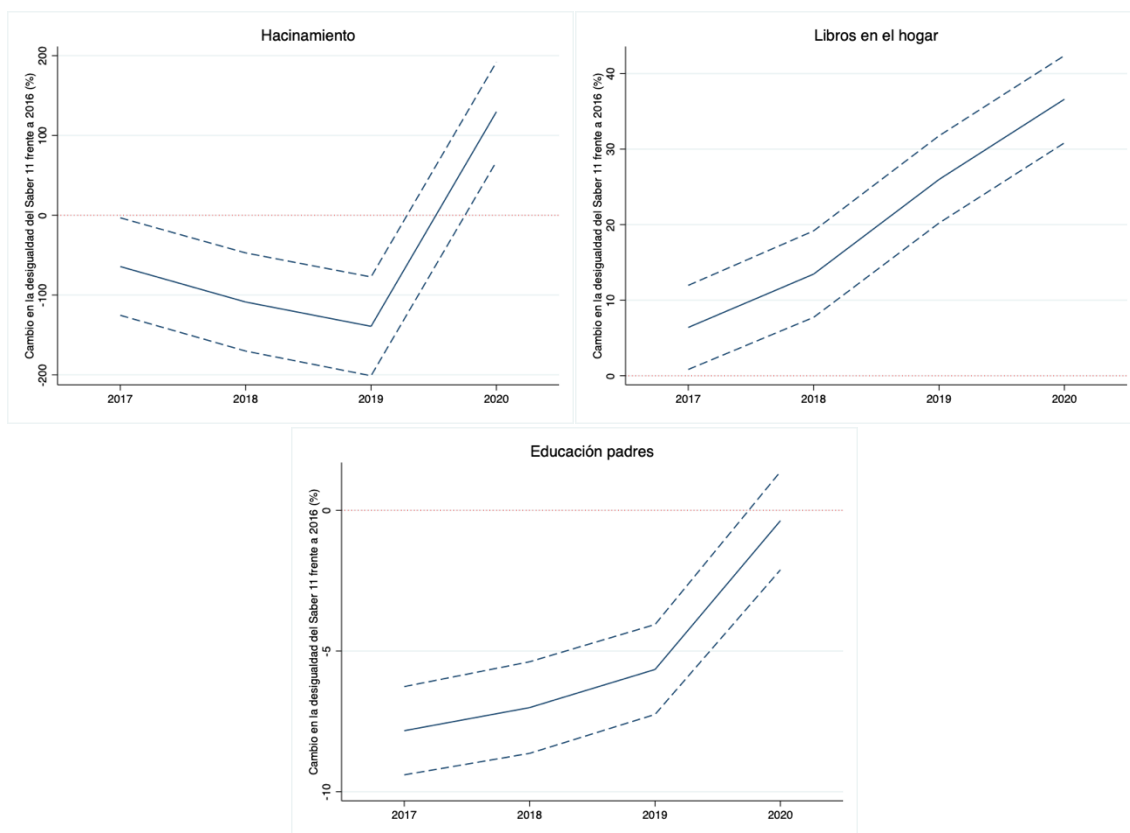 Hacinamiento
Cambio en la desigualdad del Saber 11 frente a 2016 (%)
200
100
0
-100
-200
2017 2018 2019 2020
Libros en el hogar
Cambio en la desigualdad del Saber 11 frente a 2016 (%)
40
30
20
10
0
2017 2018 2019 2020
Educación padres
Cambio en la desigualdad del Saber 11 frente a 2016 (%)
0
-5
-10
2017 2018 2019 2020